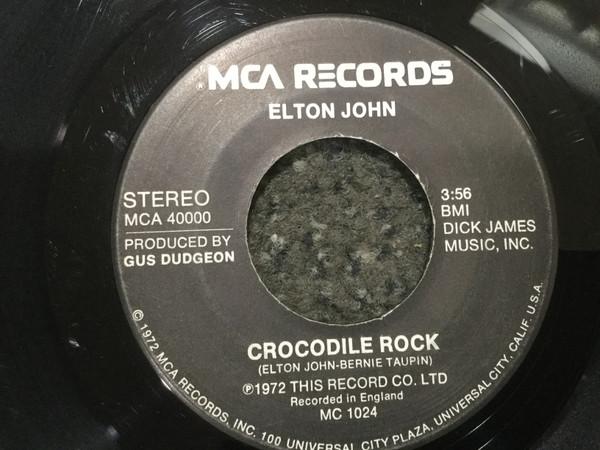 ® MCA RECORDS
ELTON JOHN
STEREO
MCA 40000
PRODUCED BY
GUS DUDGEON
3:56
BMI
DICK JAMES
MUSIC, INC.
CROCODILE ROCK
(ELTON JOHN-BERNIE TAUPIN)
℗1972 THIS RECORD CO. LTD
Recorded in England
MC 1024
© 1972 MCA RECORDS, INC. 100 UNIVERSAL CITY PLAZA, UNIVERSAL CITY, CALIF. U.S.A.